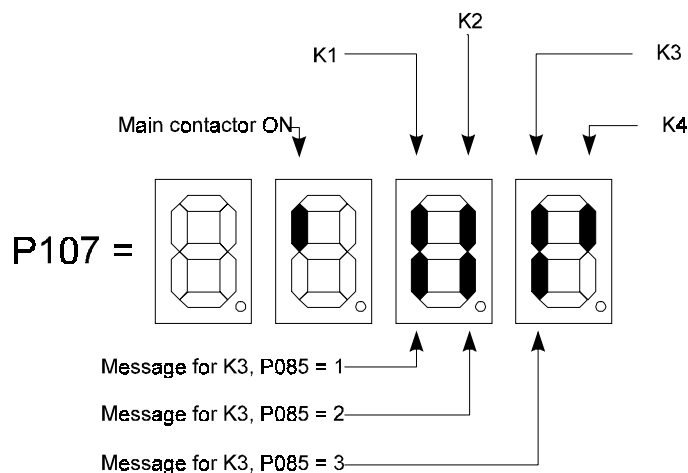 K2
K1
K3
Main contactor ON
K4
P107 =
Message for K3, P085 = 1
Message for K3, P085 = 2
Message for K3, P085 = 3